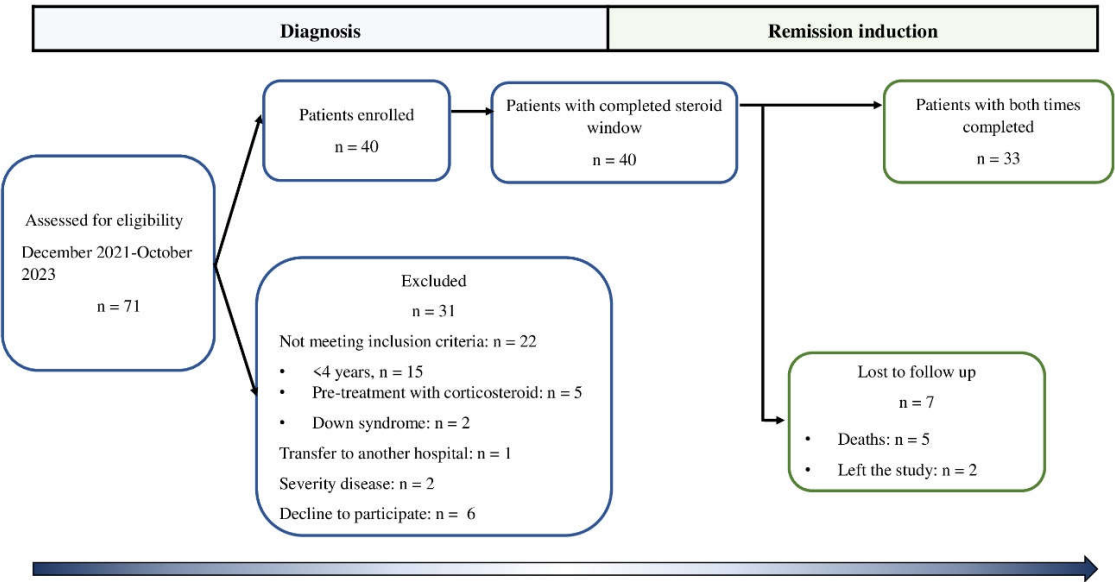 Diagnosis
Remission induction
Assessed for eligibility
December 2021-October
2023
n = 71
Patients enrolled
n = 40
Patients with completed steroid
window
n = 40
Patients with both times
completed
n = 33
Excluded
n = 31
Not meeting inclusion criteria: n = 22
• <4 years, n = 15
• Pre-treatment with corticosteroid: n = 5
• Down syndrome: n = 2
Transfer to another hospital: n = 1
Severity disease: n = 2
Decline to participate: n = 6
Lost to follow up
n = 7
• Deaths: n = 5
• Left the study: n = 2